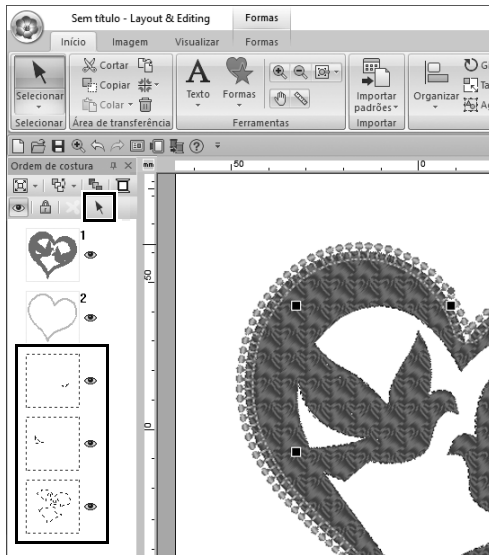 Sem título - Layout & Editing
Formas
Início
Imagem
Visualizar
Formas
Selecionar
Cortar
Copiar
Colar
Texto
Formas
Importar
padrões
Organizar
Selecionar
Área de transferência
Ferramentas
Importar
Ordem de costura
mm
50
0
1
50
2
0